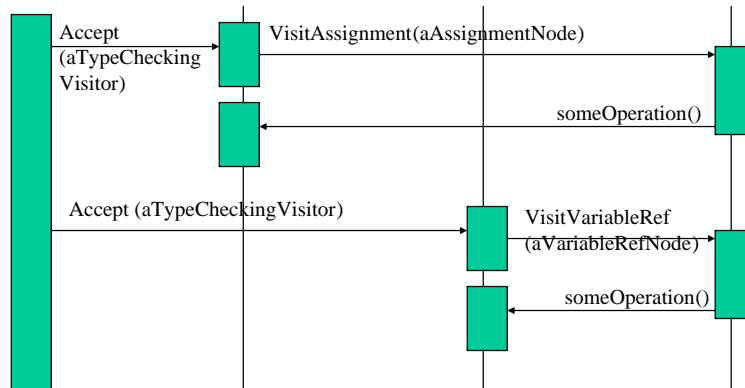 Accept
(aTypeChecking
Visitor)
VisitAssignment(aAssignmentNode)
someOperation()
Accept (aTypeCheckingVisitor)
VisitVariableRef
(aVariableRefNode)
someOperation()